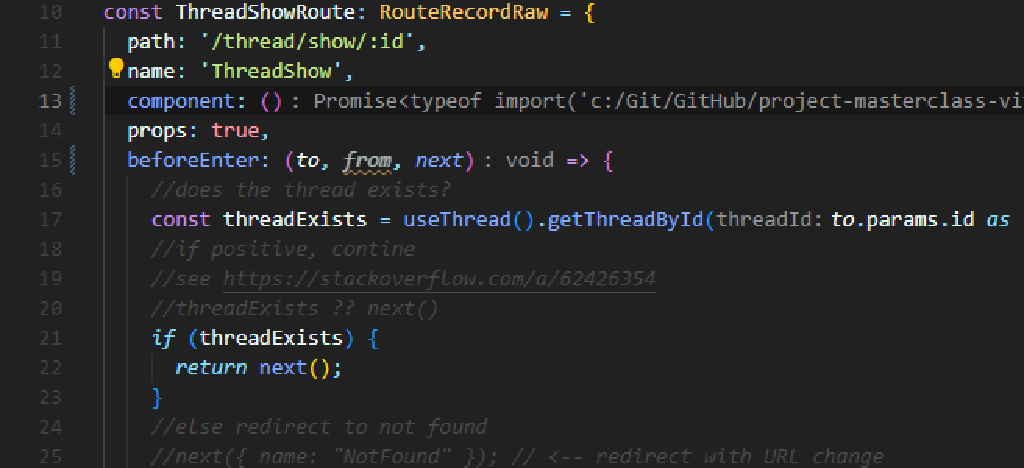 10 const ThreadShowRoute: RouteRecordRaw = {
11 path: '/thread/show/:id',
12 name: 'ThreadShow',
13 component: (): Promise<typeof import('c:/Git/GitHub/project-masterclass-vi
14 props: true,
15 beforeEnter: (to, from, next): void => {
16 //does the thread exists?
17 const threadExists = useThread().getThreadById(threadId: to.params.id as
18 //if positive, contine
19 //see https://stackoverflow.com/a/62426354
20 //threadExists ?? next()
21 if (threadExists) {
22 return next();
23 }
24 //else redirect to not found
25 //next({ name: "NotFound" }); // <-- redirect with URL change